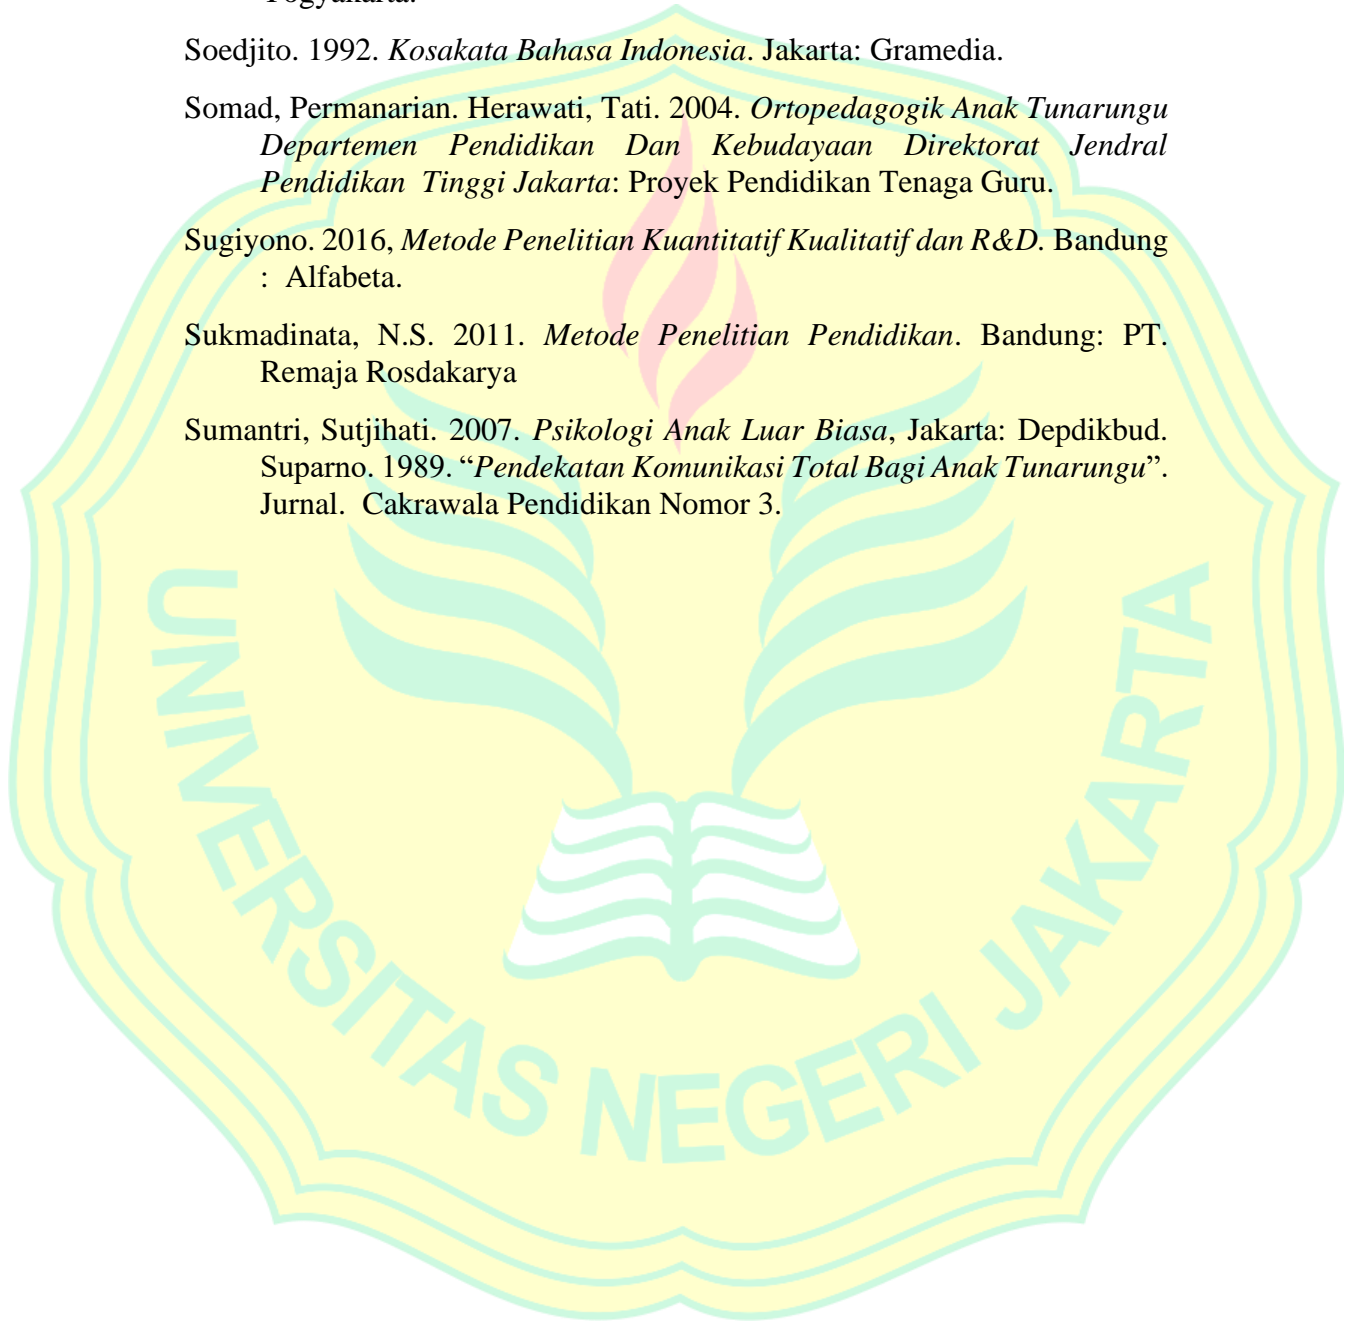 Yogyakarta.
Soedjito. 1992. Kosakata Bahasa Indonesia. Jakarta: Gramedia.
Somad, Permanarian. Herawati, Tati. 2004. Ortopedagogik Anak Tunarungu
Departemen Pendidikan Dan Kebudayaan Direktorat Jendral
Pendidikan Tinggi Jakarta: Proyek Pendidikan Tenaga Guru.
Sugiyono. 2016, Metode Penelitian Kuantitatif Kualitatif dan R&D. Bandung
: Alfabeta.
Sukmadinata, N.S. 2011. Metode Penelitian Pendidikan. Bandung: PT.
Remaja Rosdakarya
Sumantri, Sutjihati. 2007. Psikologi Anak Luar Biasa, Jakarta: Depdikbud.
Suparno. 1989. “Pendekatan Komunikasi Total Bagi Anak Tunarungu”.
Jurnal. Cakrawala Pendidikan Nomor 3.
UNIVERSITAS NEGERI JAKARTA